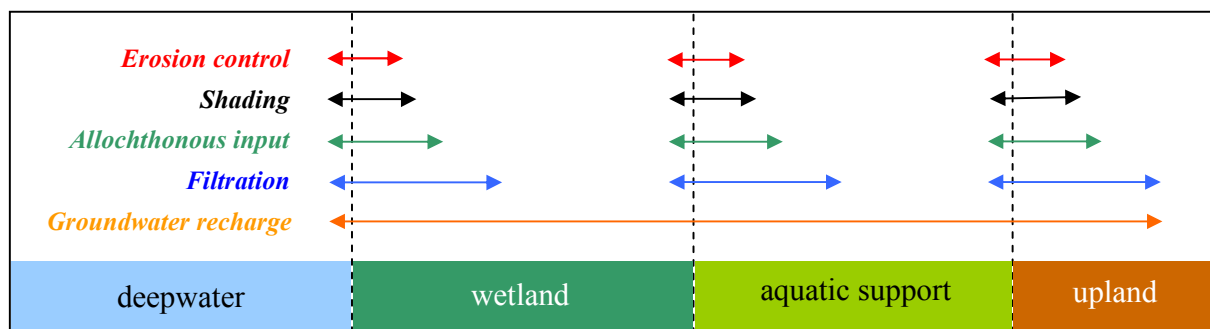 Erosion control
Shading
Allochthonous input
Filtration
Groundwater recharge
deepwater
wetland
aquatic support
upland